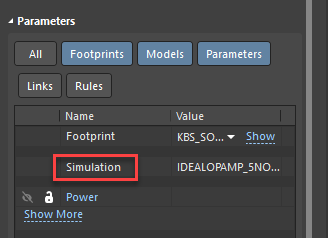 Parameters
All Footprints Models Parameters
Links Rules
Name Value
Footprint KBS_SO... Show
Simulation IDEALOPAMP_5NO...
Power
Show More